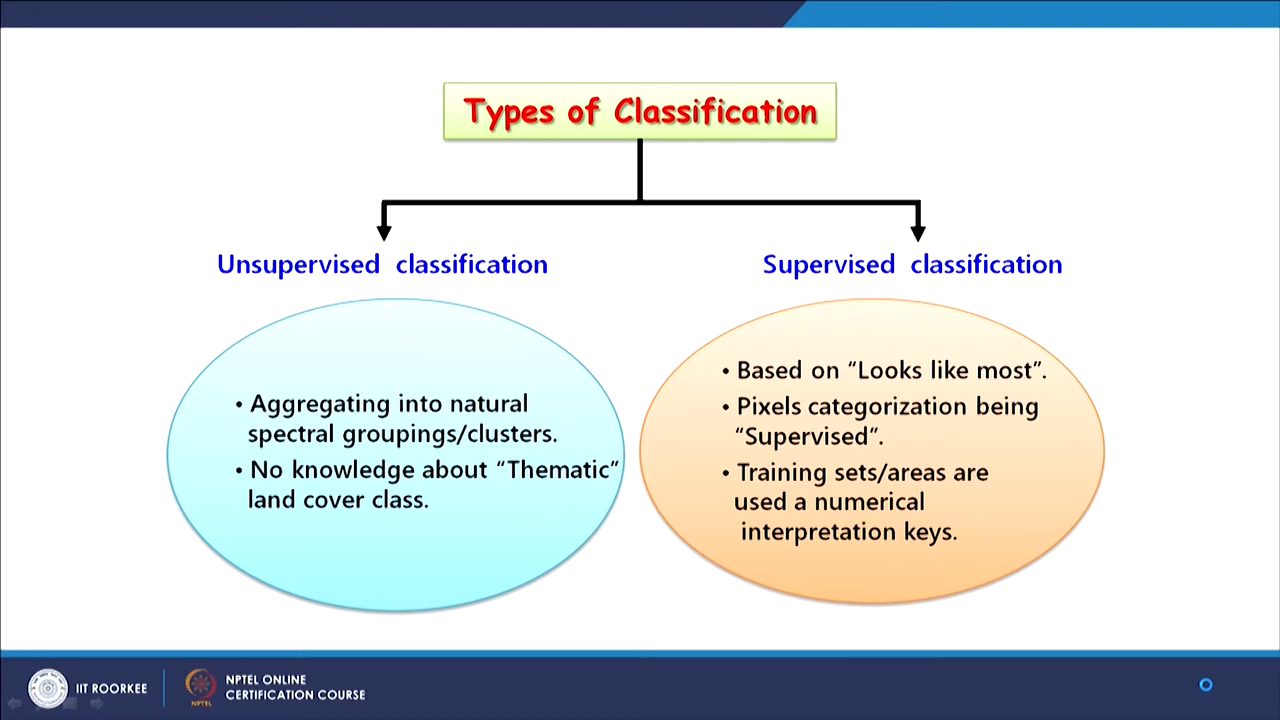 Types of Classification
Unsupervised classification
Supervised classification
• Aggregating into natural
spectral groupings/clusters.
• No knowledge about “Thematic”
land cover class.
• Based on “Looks like most”.
• Pixels categorization being
“Supervised”.
• Training sets/areas are
used a numerical
interpretation keys.
IIT ROORKEE
NPTEL
NPTEL ONLINE
CERTIFICATION COURSE